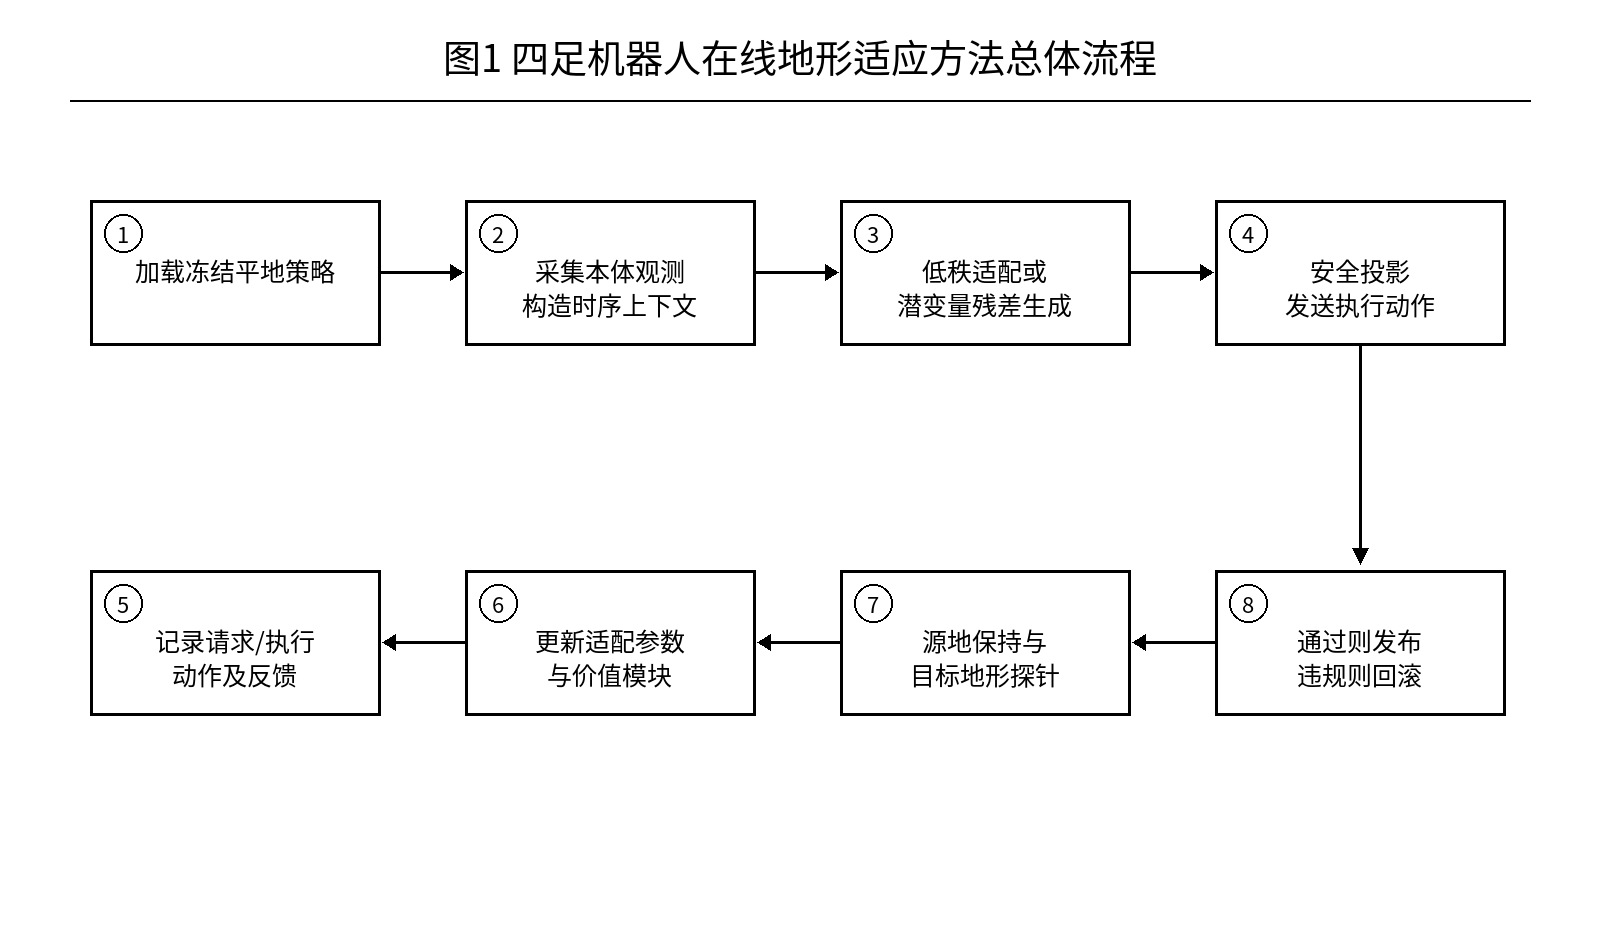 图1 四足机器人在线地形适应方法总体流程
1
加载冻结平地策略
2
采集本体观测
构造时序上下文
3
低秩适配或
潜变量残差生成
4
安全投影
发送执行动作
5
记录请求/执行
动作及反馈
6
更新适配参数
与价值模块
7
源地保持与
目标地形探针
8
通过则发布
违规则回滚